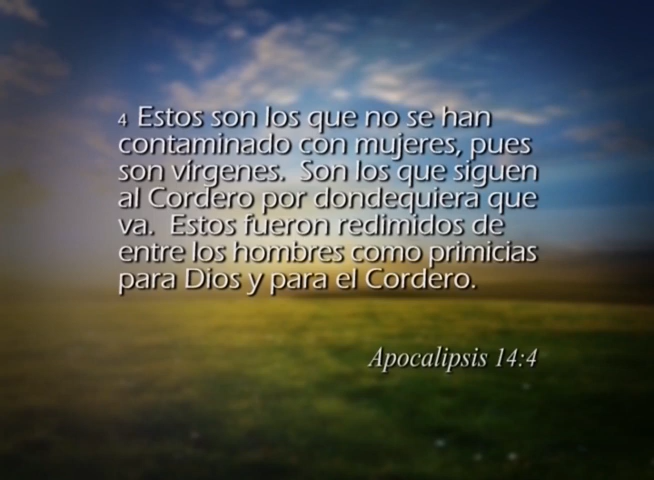 4 Estos son los que no se han
contaminado con mujeres, pues
son vírgenes. Son los que siguen
al Cordero por dondequiera que
va. Estos fueron redimidos de
entre los hombres como primicias
para Dios y para el Cordero.
Apocalipsis 14:4